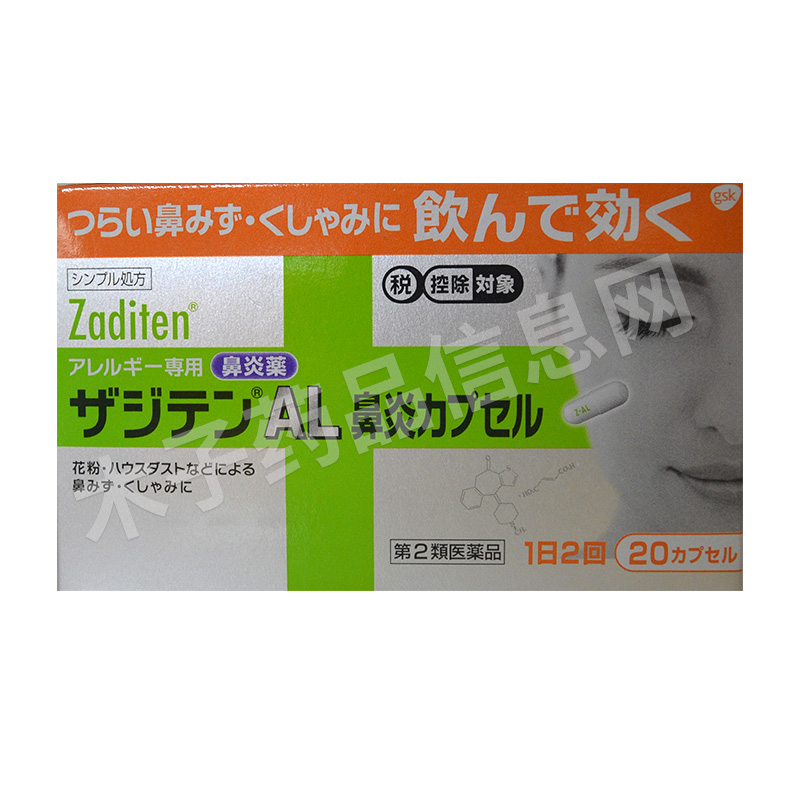 つらい鼻みず・くしゃみに 飲んで効く
gsk
シンプル処方
Zaditen®
税 控除 対象
アレルギー専用 鼻炎薬
ザジテン®AL 鼻炎カプセル
Z-AL
花粉・ハウスダストなどによる
鼻みず・くしゃみに
第2類医薬品
1日2回 20カプセル
木子药品信息网